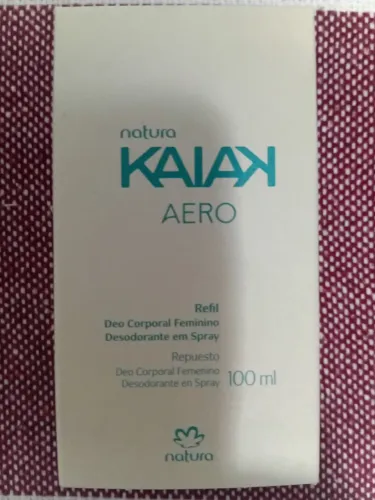 natura
KAIAK
AERO
Refil
Deo Corporal Feminino
Desodorante em Spray
Repuesto
Deo Corporal Femenino
Desodorante en Spray 100 ml
natura